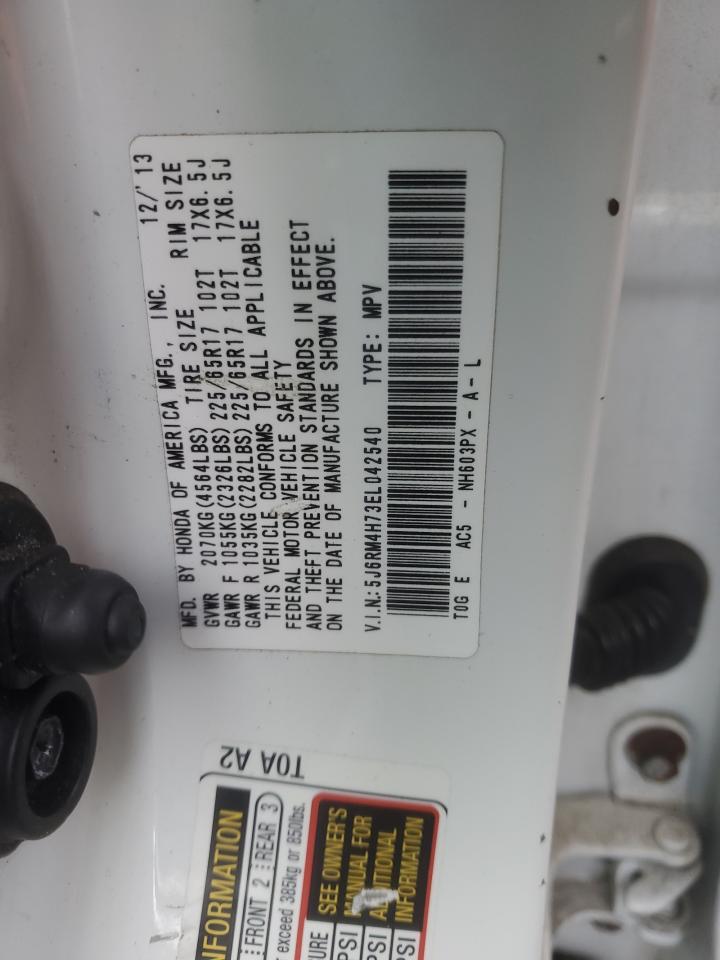 MFD. BY HONDA OF AMERICA MFG., INC. 12/'13
GVWR 2070KG(4564LBS) TIRE SIZE RIM SIZE
GAWR F 1055KG(2326LBS) 225/65R17 102T 17X6.5J
GAWR R 1035KG(2282LBS) 225/65R17 102T 17X6.5J
THIS VEHICLE CONFORMS TO ALL APPLICABLE
FEDERAL MOTOR VEHICLE SAFETY
AND THEFT PREVENTION STANDARDS IN EFFECT
ON THE DATE OF MANUFACTURE SHOWN ABOVE.
V.I.N.:5J6RM4H73EL042540 TYPE: MPV
T0G E AC5 - NH603PX - A - L
T0A A2
NFORMATION
FRONT 2 REAR 3
exceed 385kg or 850lbs.
SEE OWNER'S
MANUAL FOR
ADDITIONAL
INFORMATION
URE
PSI
PSI
PSI